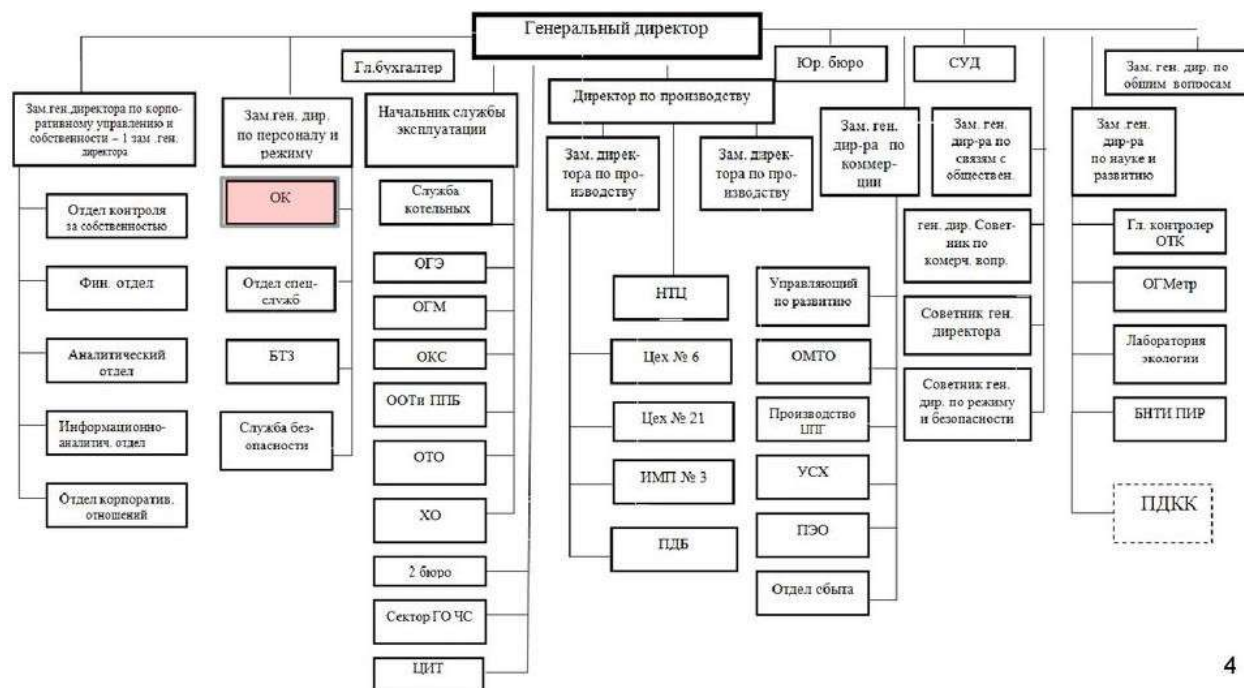 Генеральный директор
Гл.бухгалтер
Юр. бюро
СУД
Зам. ген. дир. по
общим вопросам
Зам.ген.директора по корпо-
ративному управлению и
собственности – 1 зам .ген.
директора
Зам.ген. дир.
по персоналу и
режиму
Начальник службы
эксплуатации
Директор по производству
Зам. дирек-
тора по про-
изводству
Зам. дирек-
тора по про-
изводству
Зам. ген.
дир-ра по
коммер-
ции
Зам. ген.
дир-ра по
связям с
обществен.
Зам .ген.
дир-ра
по науке и
развитию
Отдел контроля
за собственностью
Фин. отдел
Аналитический
отдел
Информационно-
аналитич. отдел
Отдел корпоратив.
отношений
ОК
Отдел спец-
служб
БТЗ
Служба без-
опасности
Служба
котельных
ОГЭ
ОГМ
ОКС
ООТи ППБ
ОТО
ХО
2 бюро
Сектор ГО ЧС
ЦИТ
НТЦ
Цех № 6
Цех № 21
ИМП № 3
ПДБ
Управляющий
по развитию
ОМТО
Производство
ЦПГ
УСХ
ПЭО
Отдел сбыта
ген. дир. Совет-
ник по
комерч. вопр.
Советник ген.
директора
Советник ген.
дир. по режиму
и безопасности
Гл. контролер
ОТК
ОГМетр
Лаборатория
экологии
БНТИ ПИР
ПДКК
4